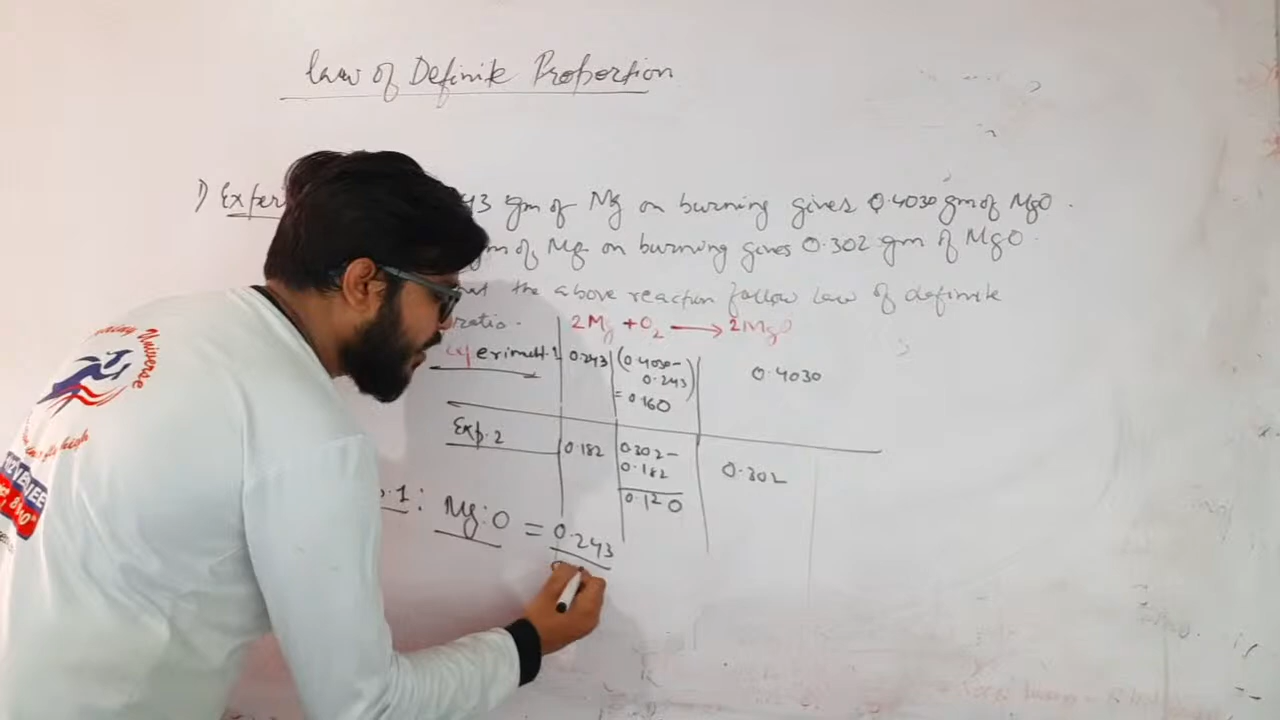 Law of Definite Proportion
1) Exper 43 gm of Mg on burning gives 0.4030 gm of MgO.
gm of Mg on burning gives 0.302 gm of MgO.
the above reaction follow law of definite
ratio. 2Mg + O2 → 2MgO
Experiment-1 0.243 (0.4030- 0.4030
0.243)
= 0.160
Exp. 2 0.182 0.302- 0.302
0.182
0.120
.1: Mg:O = 0.243
Universe
high